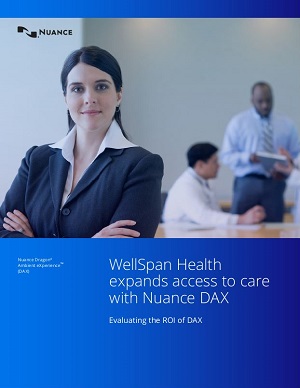 NUANCE
Nuance Dragon®
Ambient eXperience™
(DAX)
WellSpan Health
expands access to care
with Nuance DAX
Evaluating the ROI of DAX